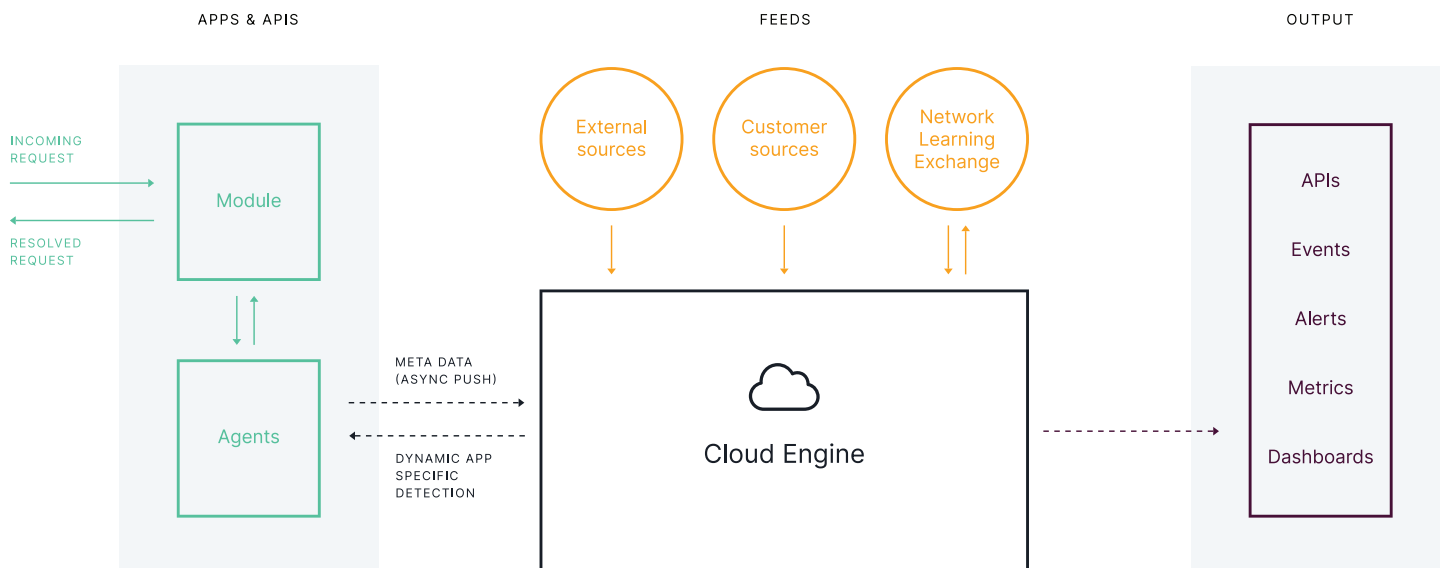 APPS & APIS
FEEDS
OUTPUT
INCOMING
REQUEST
RESOLVED
REQUEST
Module
Agents
META DATA
(ASYNC PUSH)
DYNAMIC APP
SPECIFIC
DETECTION
External
sources
Customer
sources
Network
Learning
Exchange
Cloud Engine
APIs
Events
Alerts
Metrics
Dashboards